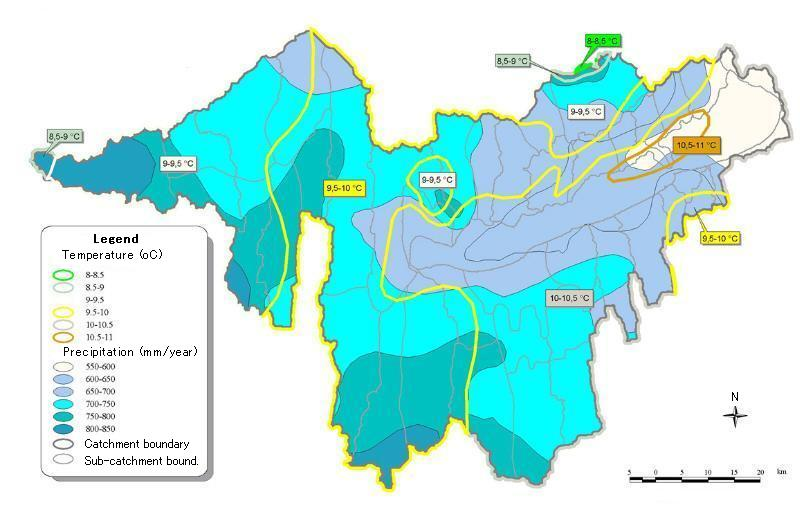 8-8,5 °C
8,5-9 °C
9-9,5 °C
8,5-9 °C
10,5-11 °C
9-9,5 °C
9-9,5 °C
9,5-10 °C
9,5-10 °C
10-10,5 °C
Legend
Temperature (oC)
8-8.5
8.5-9
9-9.5
9.5-10
10-10.5
10.5-11
Precipitation (mm/year)
550-600
600-650
650-700
700-750
750-800
800-850
Catchment boundary
Sub-catchment bound.
N
5 0 5 10 15 20 km